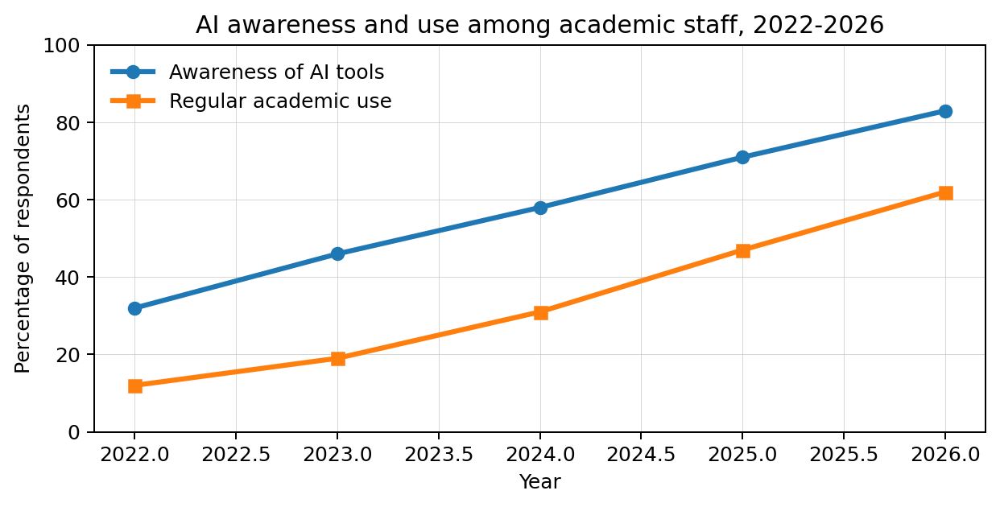 AI awareness and use among academic staff, 2022-2026
100
80
60
40
20
0
Percentage of respondents
Awareness of AI tools
Regular academic use
2022.0 2022.5 2023.0 2023.5 2024.0 2024.5 2025.0 2025.5 2026.0
Year